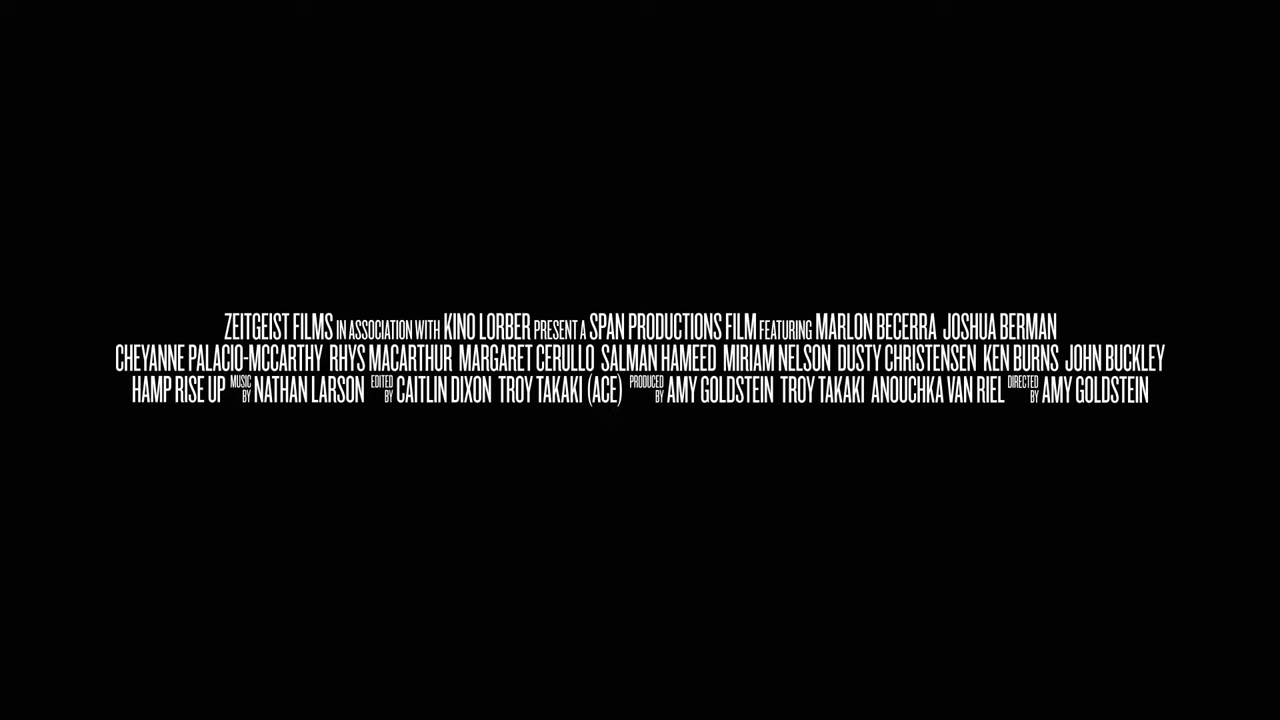 ZEITGEIST FILMS IN ASSOCIATION WITH KINO LORBER PRESENT A SPAN PRODUCTIONS FILM FEATURING MARLON BECERRA JOSHUA BERMAN
CHEYANNE PALACIO-MCCARTHY RHYS MACARTHUR MARGARET CERULLO SALMAN HAMEED MIRIAM NELSON DUSTY CHRISTENSEN KEN BURNS JOHN BUCKLEY
HAMP RISE UP MUSIC BY NATHAN LARSON EDITED BY CAITLIN DIXON TROY TAKAKI (ACE) PRODUCED BY AMY GOLDSTEIN TROY TAKAKI ANOUCHKA VAN RIEL DIRECTED BY AMY GOLDSTEIN